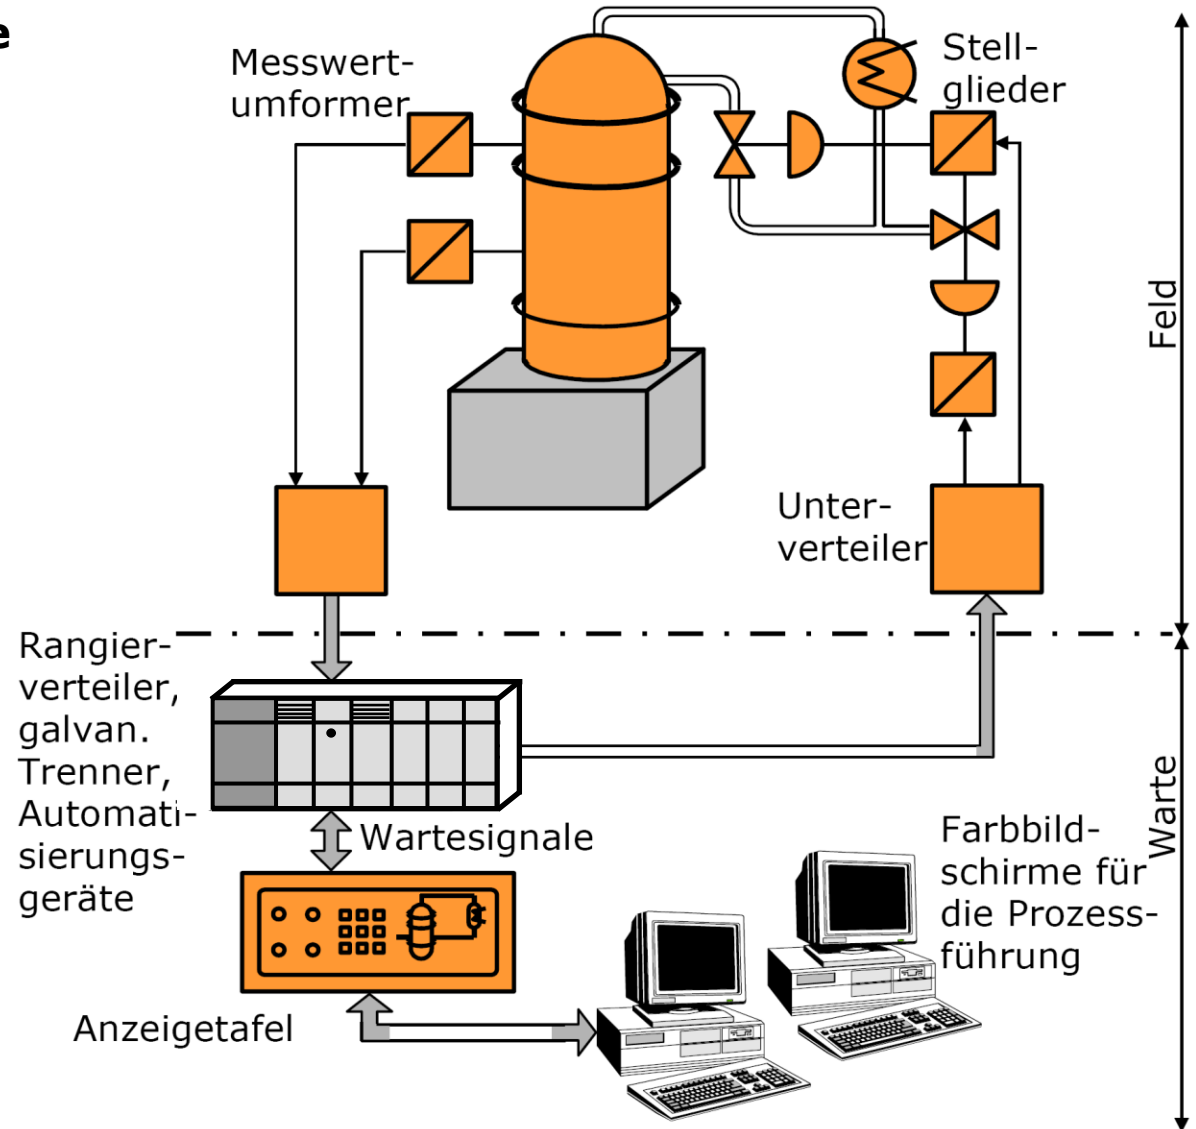 e
Messwert-
umformer
Stell-
glieder
Feld
Unter-
verteiler
Rangier-
verteiler,
galvan.
Trenner,
Automati-
sierungs-
geräte
Wartesignale
Warte
Farbbild-
schirme für
die Prozess-
führung
Anzeigetafel